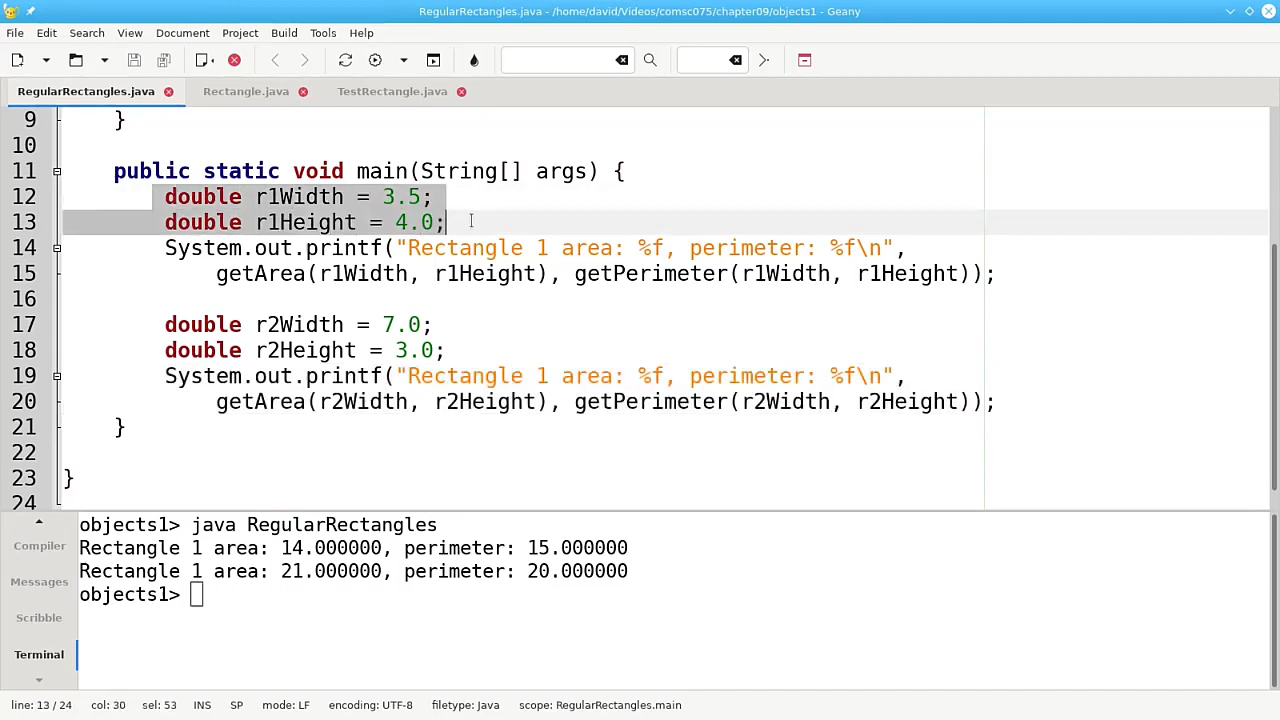 RegularRectangles.java - /home/david/Videos/comsc075/chapter09/objects1 - Geany
File Edit Search View Document Project Build Tools Help
RegularRectangles.java Rectangle.java TestRectangle.java
9 }
10
11 public static void main(String[] args) {
12 double r1Width = 3.5;
13 double r1Height = 4.0;
14 System.out.printf("Rectangle 1 area: %f, perimeter: %f\n",
15 getArea(r1Width, r1Height), getPerimeter(r1Width, r1Height));
16
17 double r2Width = 7.0;
18 double r2Height = 3.0;
19 System.out.printf("Rectangle 1 area: %f, perimeter: %f\n",
20 getArea(r2Width, r2Height), getPerimeter(r2Width, r2Height));
21 }
22
23 }
24
Compiler
Messages
Scribble
Terminal
objects1> java RegularRectangles
Rectangle 1 area: 14.000000, perimeter: 15.000000
Rectangle 1 area: 21.000000, perimeter: 20.000000
objects1>
line: 13 / 24 col: 30 sel: 53 INS SP mode: LF encoding: UTF-8 filetype: Java scope: RegularRectangles.main